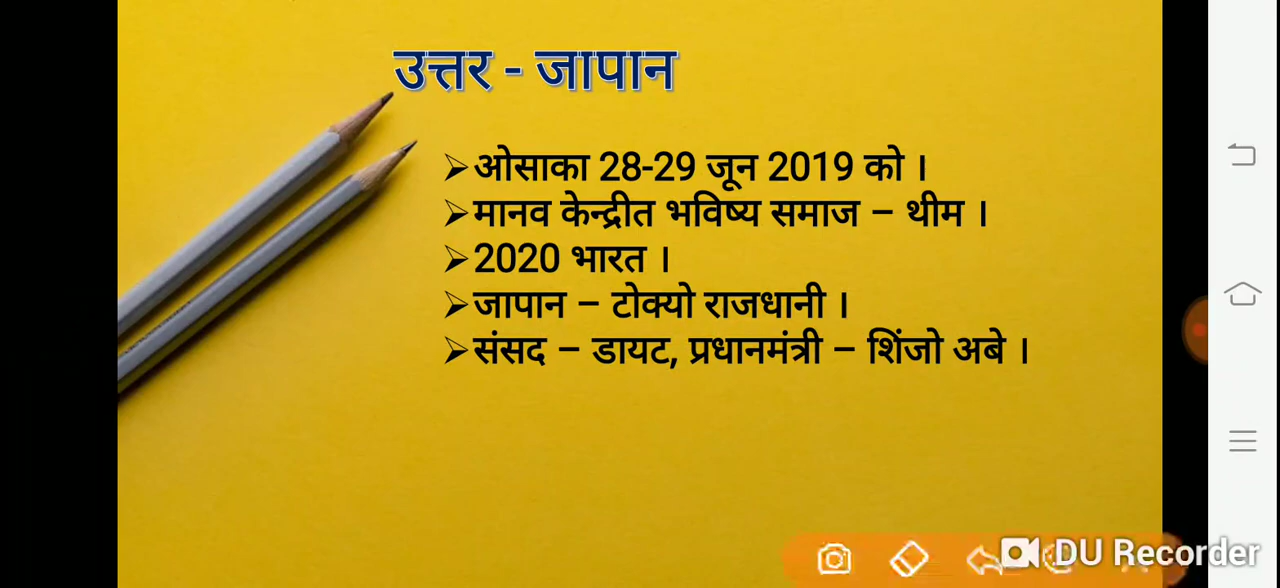 उत्तर - जापान
➢ओसाका 28-29 जून 2019 को ।
➢मानव केन्द्रीत भविष्य समाज – थीम ।
➢2020 भारत ।
➢जापान – टोक्यो राजधानी ।
➢संसद – डायट, प्रधानमंत्री – शिंजो अबे ।
DU Recorder